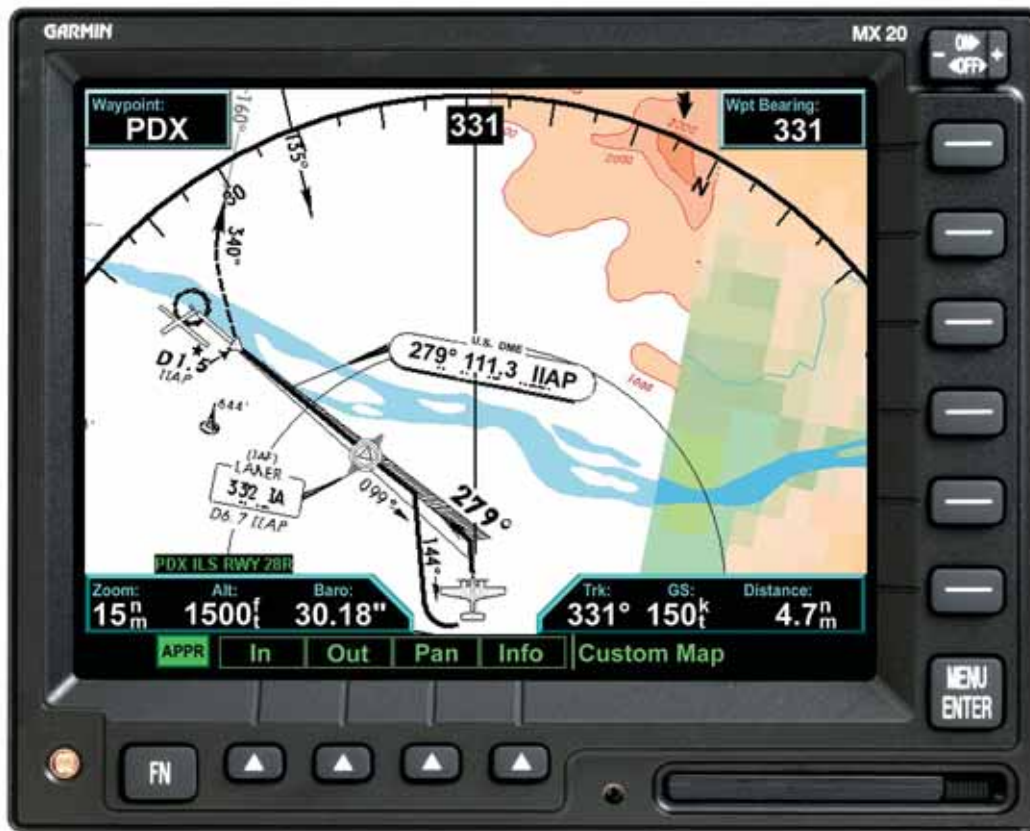 GARMIN
MX 20
ON
- +
OFF
Waypoint:
PDX
331
Wpt Bearing:
331
160°
135°
30
2000
2000
N
340°
D1.5
IIAP
644'
U.S. DME
279° 111.3 IIAP
1000
(IAF)
LAKER
332 IA
D6.7 IIAP
099°
279°
144°
PDX ILS RWY 28R
Zoom:
15nm
Alt:
1500ft
Baro:
30.18"
Trk:
331°
GS:
150kt
Distance:
4.7nm
APPR
In
Out
Pan
Info
Custom Map
MENU
ENTER
FN